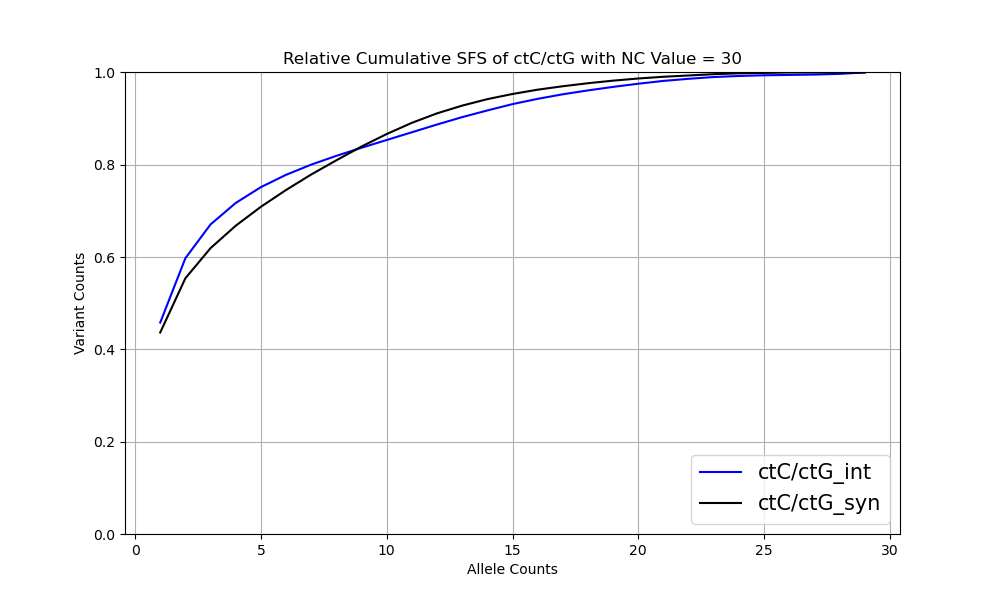 Relative Cumulative SFS of ctC/ctG with NC Value = 30
Variant Counts
1.0
0.8
0.6
0.4
0.2
0.0
0 5 10 15 20 25 30
Allele Counts
ctC/ctG_int
ctC/ctG_syn